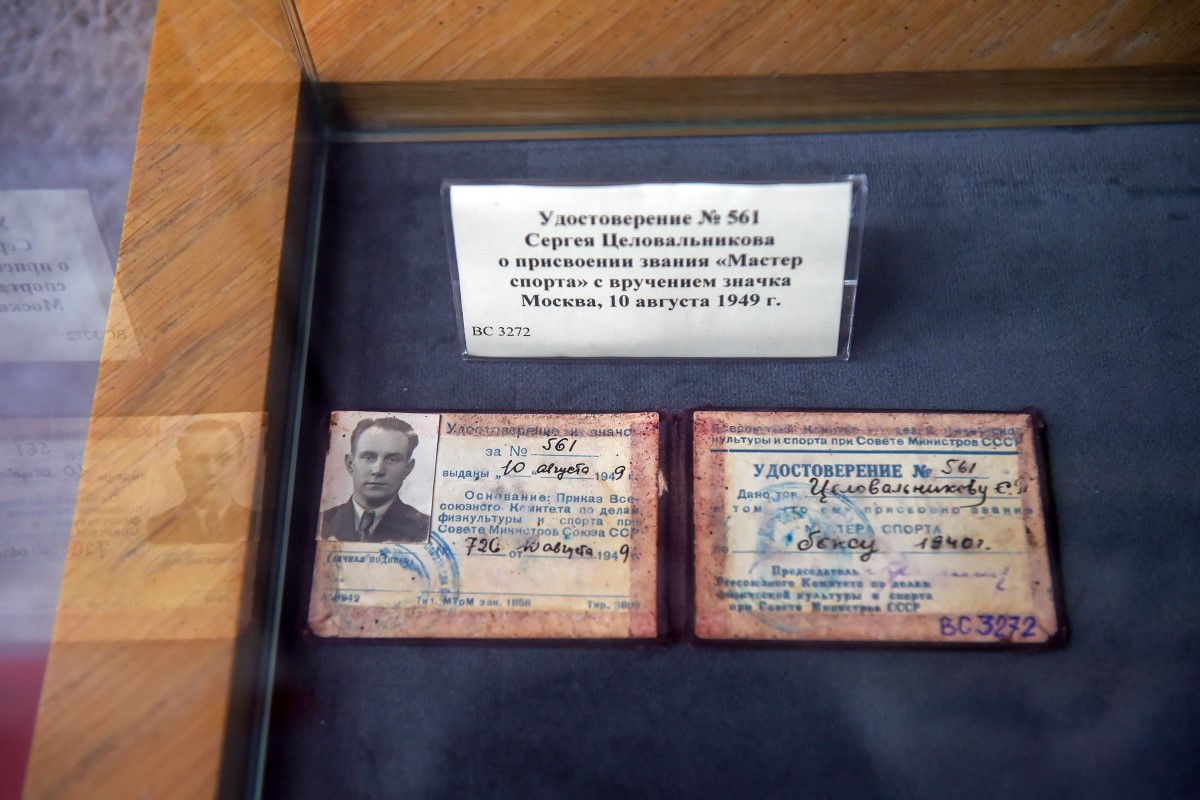 Удостоверение № 561
Сергея Целовальникова
о присвоении звания «Мастер
спорта» с вручением значка
Москва, 10 августа 1949 г.
ВС 3272
Удостоверение и значок
за № 561
выданы „10 августа 1949 г.
Основание: Приказ Все-
союзного Комитета по делам
физкультуры и спорта при
Совете Министров Союза ССР
726 от 10 августа 1949 г.
(личная подпись)
Тип. МУрМ зак. 1858 Тир. 3000
культуры и спорта при Совете Министров СССР
УДОСТОВЕРЕНИЕ № 561
Дано тов. Целовальникову С.
в том, что ему присвоено звание
МАСТЕРА СПОРТА
по боксу 1940 г.
Председатель
Всесоюзного Комитета по делам
физической культуры и спорта
при Совете Министров СССР
ВС 3272